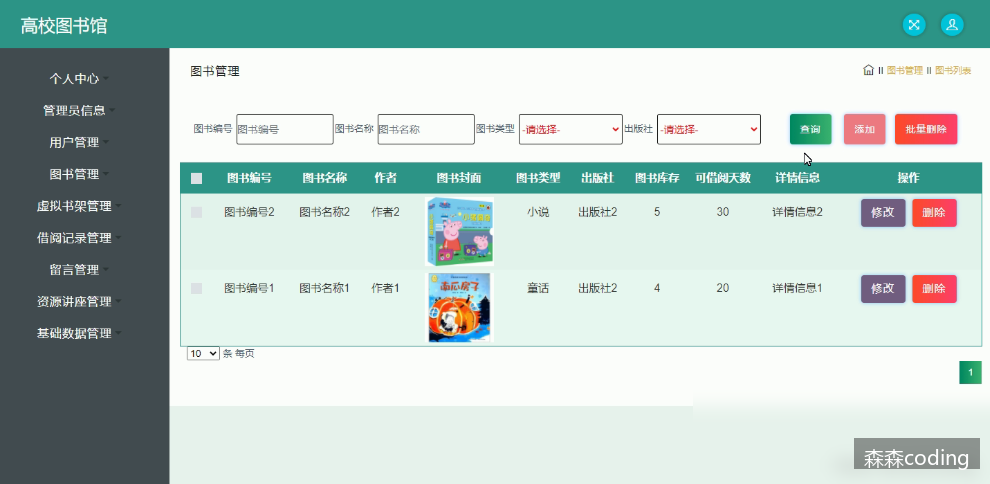 高校图书馆
个人中心
管理员信息
用户管理
图书管理
虚拟书架管理
借阅记录管理
留言管理
资源讲座管理
基础数据管理
图书管理
II 图书管理 II 图书列表
图书编号 图书编号 图书名称 图书名称 图书类型 -请选择- 出版社 -请选择- 查询 添加 批量删除
图书编号 图书名称 作者 图书封面 图书类型 出版社 图书库存 可借阅天数 详情信息 操作
图书编号2 图书名称2 作者2 小说 出版社2 5 30 详情信息2 修改 删除
图书编号1 图书名称1 作者1 童话 出版社2 4 20 详情信息1 修改 删除
南瓜房子
10 条 每页
1
森森coding